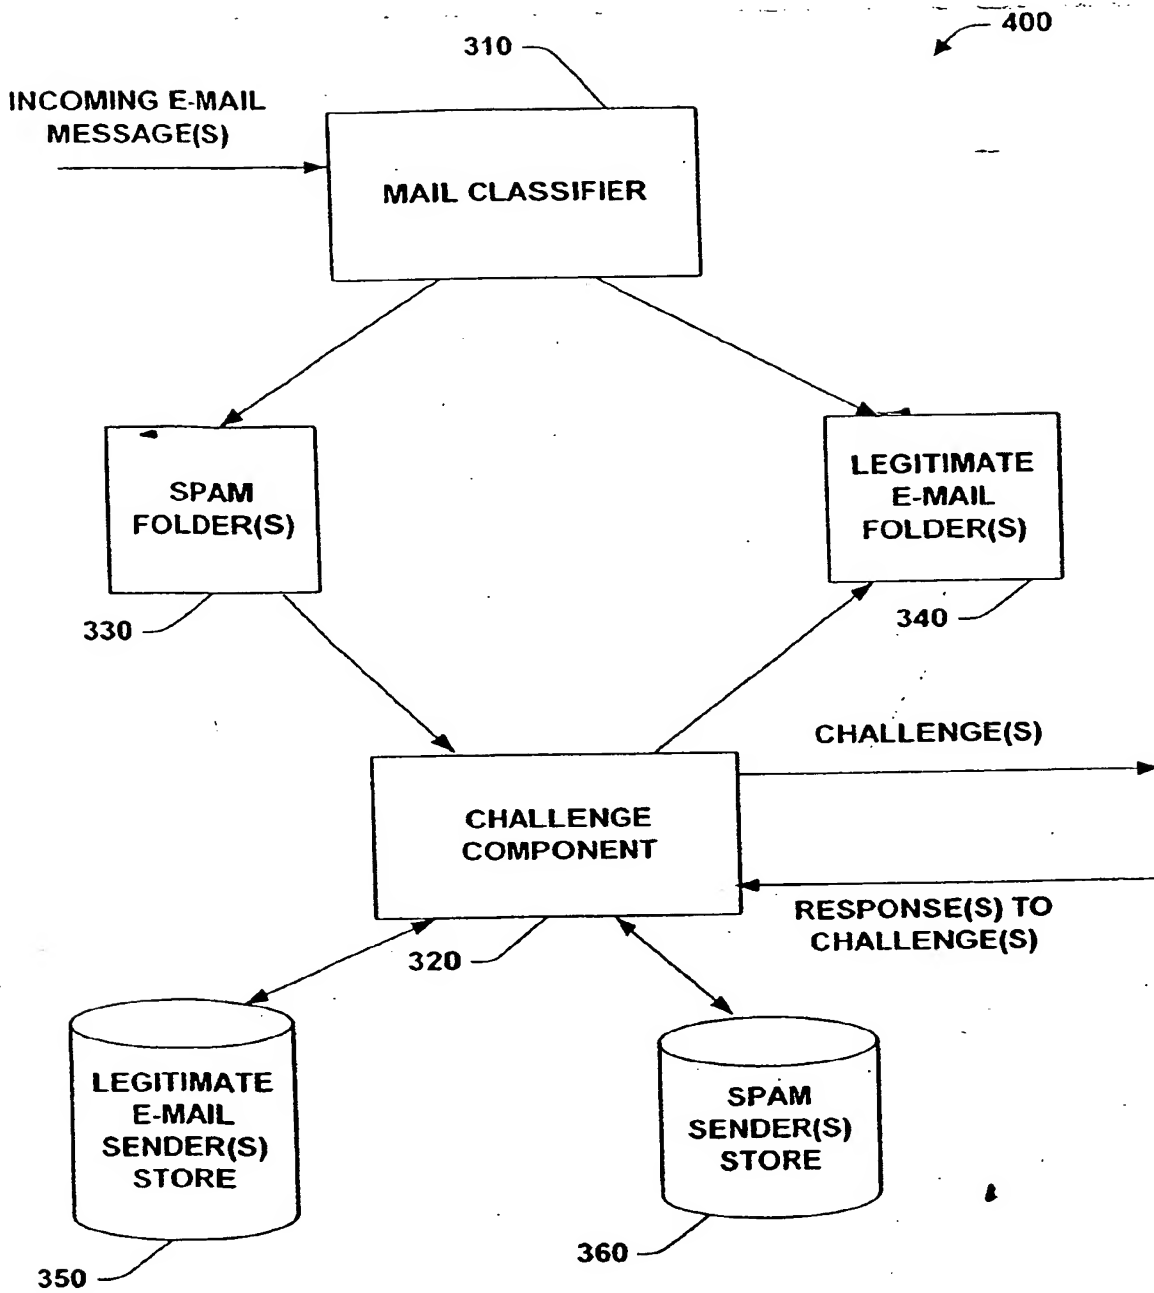 400
310
INCOMING E-MAIL
MESSAGE(S)
MAIL CLASSIFIER
SPAM
FOLDER(S)
330
LEGITIMATE
E-MAIL
FOLDER(S)
340
CHALLENGE(S)
CHALLENGE
COMPONENT
320
RESPONSE(S) TO
CHALLENGE(S)
LEGITIMATE
E-MAIL
SENDER(S)
STORE
350
SPAM
SENDER(S)
STORE
360